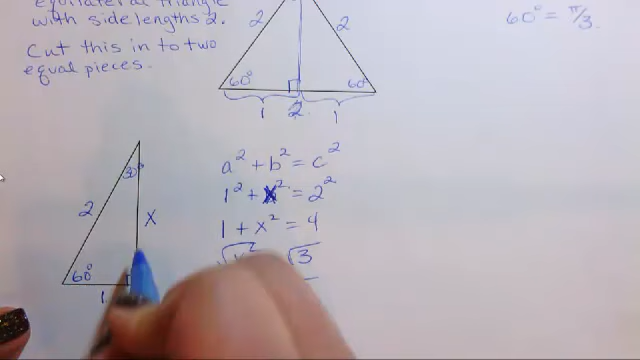 equilateral triangle
with side lengths 2.
Cut this in to two
equal pieces.
2
2
60°
60°
1
2
1
60° = π/3.
30°
2
x
60°
1
a² + b² = c²
1² + x² = 2²
1 + x² = 4
√x² √3